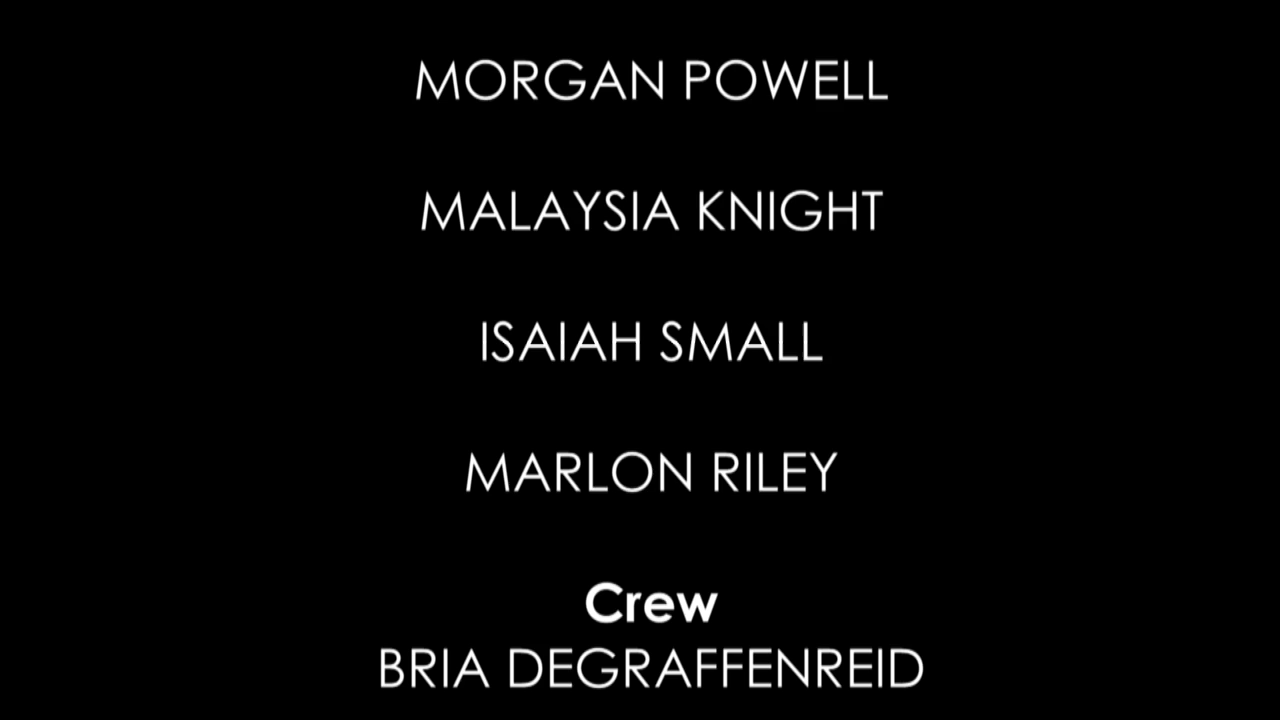 MORGAN POWELL
MALAYSIA KNIGHT
ISAIAH SMALL
MARLON RILEY
Crew
BRIA DEGRAFFENREID